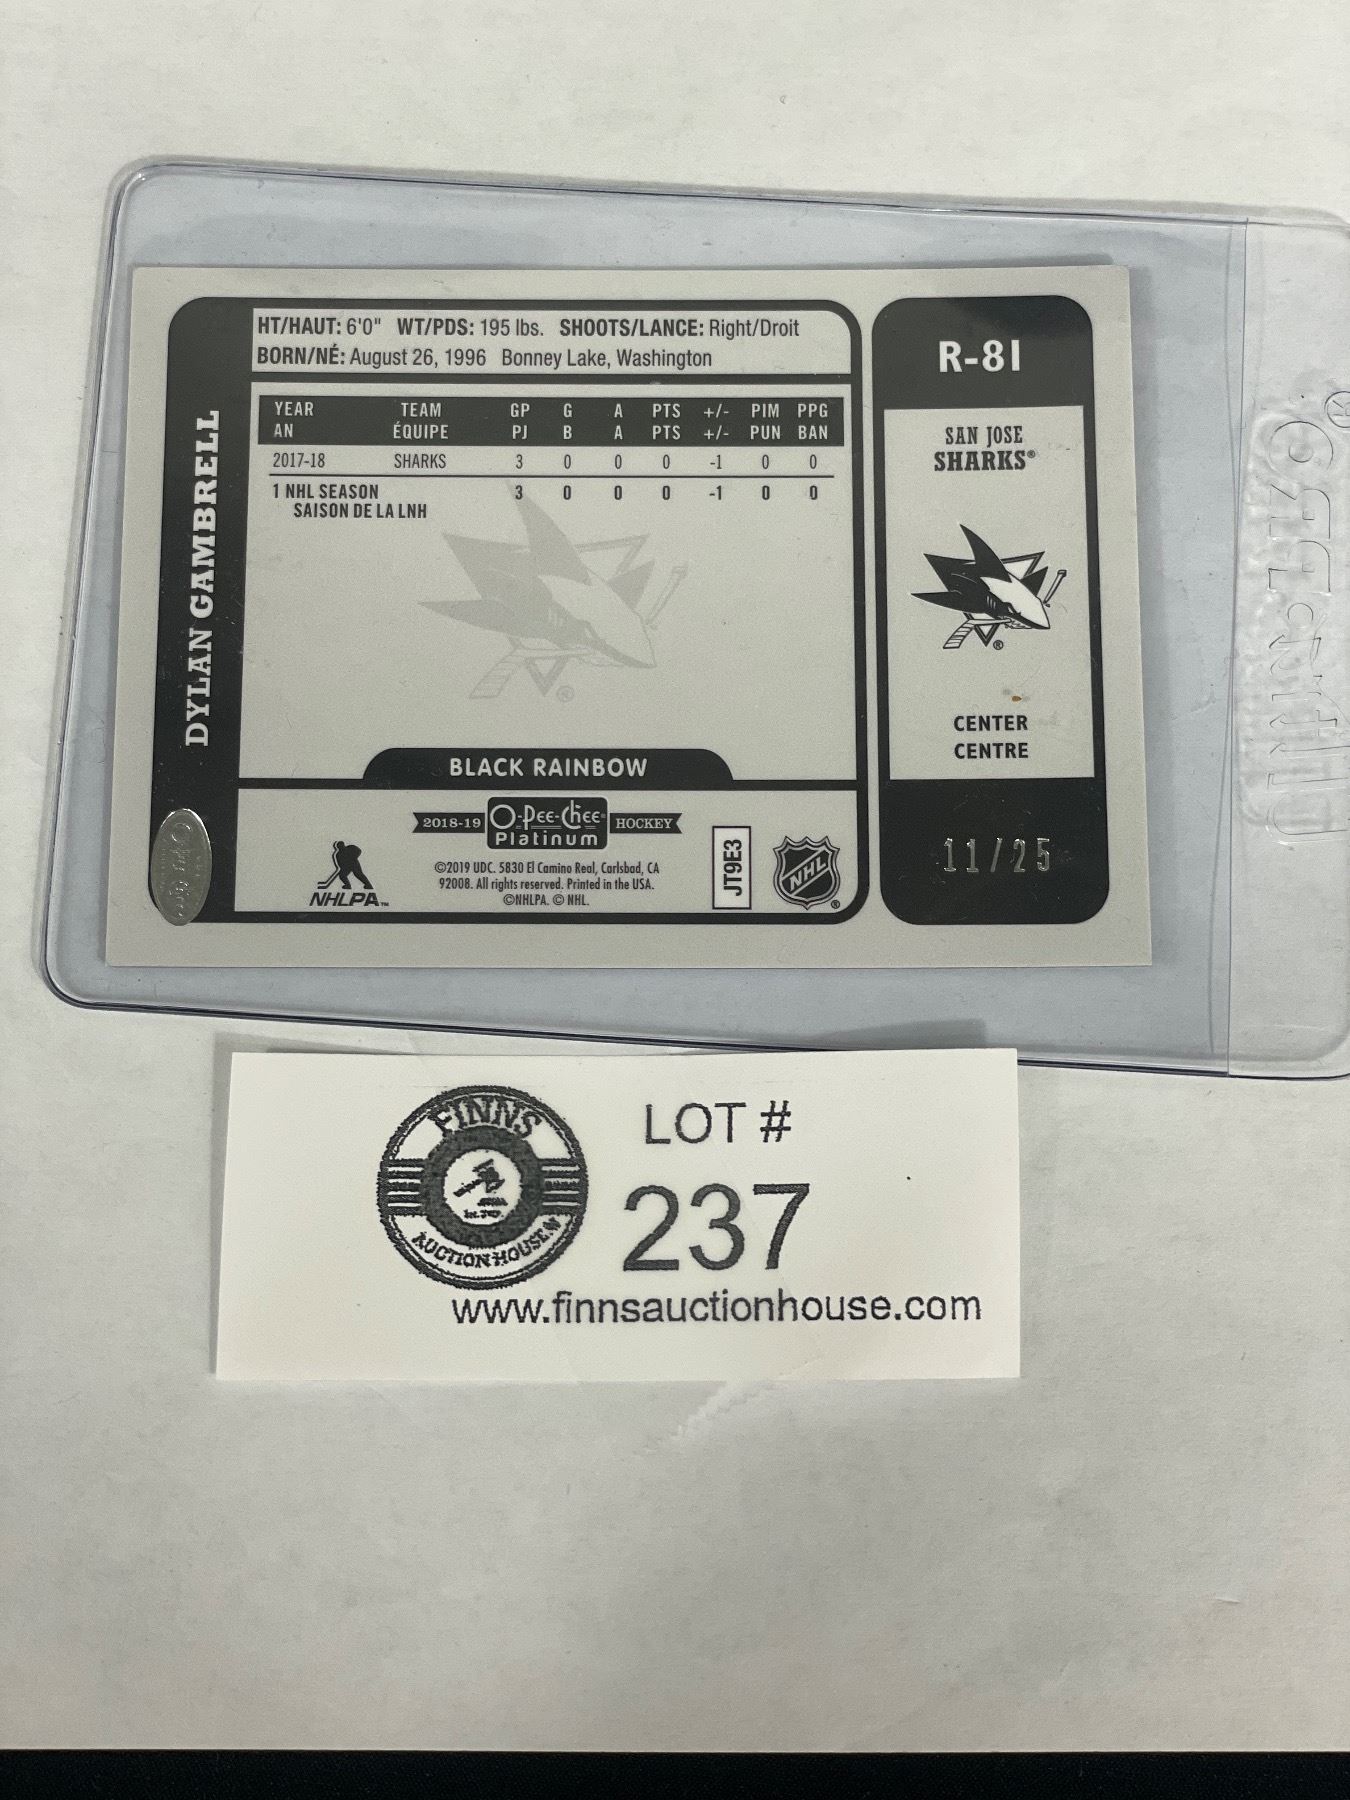 DYLAN GAMBRELL
HT/HAUT: 6'0" WT/PDS: 195 lbs. SHOOTS/LANCE: Right/Droit
BORN/NÉ: August 26, 1996 Bonney Lake, Washington
YEAR TEAM GP G A PTS +/- PIM PPG
AN ÉQUIPE PJ B A PTS +/- PUN BAN
2017-18 SHARKS 3 0 0 0 -1 0 0
1 NHL SEASON 3 0 0 0 -1 0 0
SAISON DE LA LNH
®
BLACK RAINBOW
2018-19 O-Pee-Chee HOCKEY
Platinum
©2019 UDC. 5830 El Camino Real, Carlsbad, CA
92008. All rights reserved. Printed in the USA.
©NHLPA. © NHL.
NHLPA™
JT9E3
NHL®
R-81
SAN JOSE
SHARKS®
®
CENTER
CENTRE
11/25
FINNS
AUCTION HOUSE
LOT #
237
www.finnsauctionhouse.com